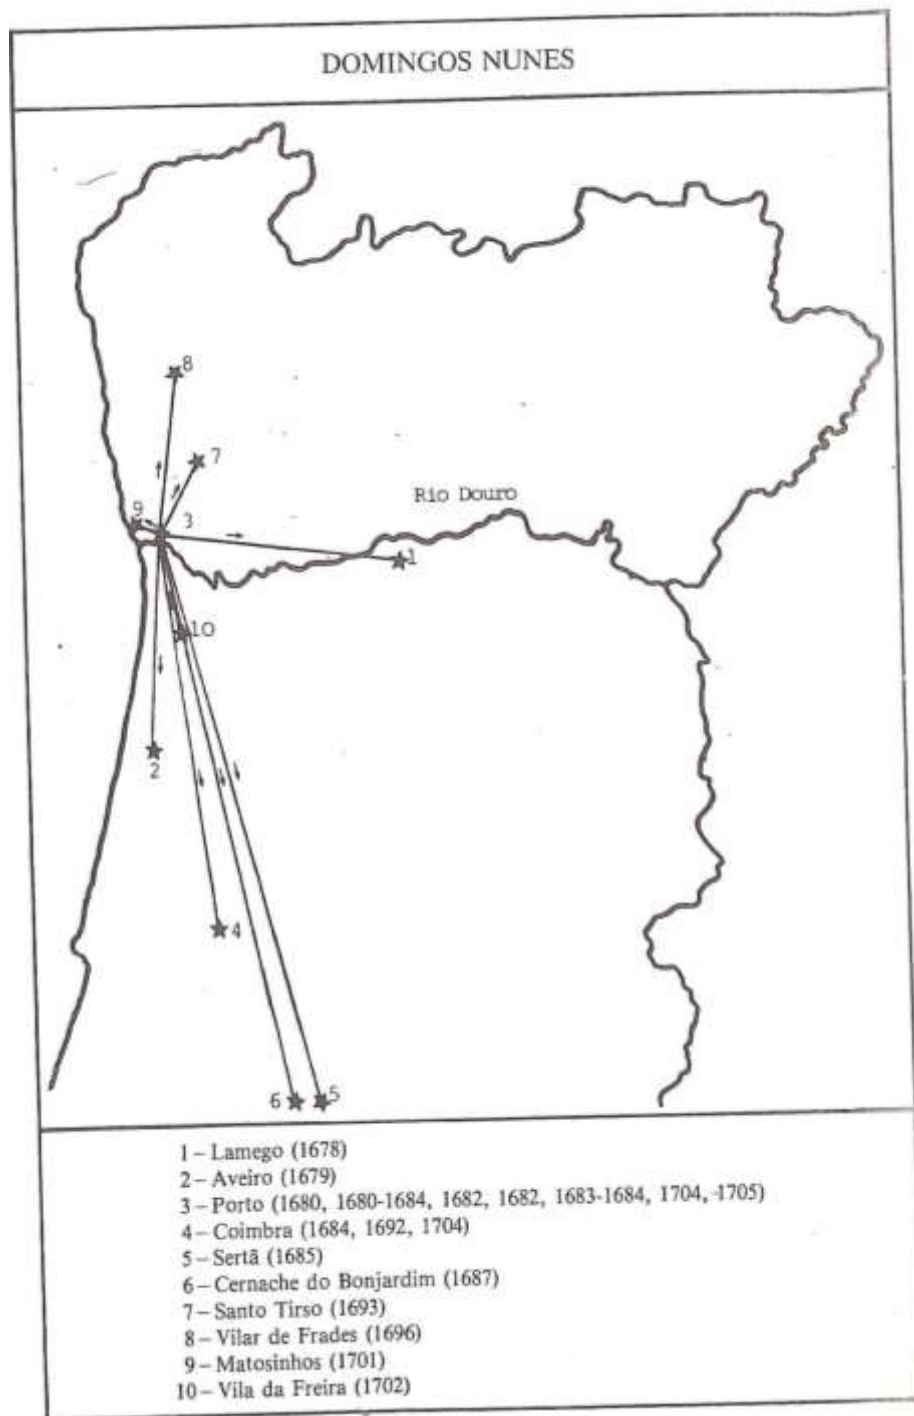 DOMINGOS NUNES
8
7
Rio Douro
9
3
1
10
2
4
6
5
1 – Lamego (1678)
2 – Aveiro (1679)
3 – Porto (1680, 1680-1684, 1682, 1682, 1683-1684, 1704, 1705)
4 – Coimbra (1684, 1692, 1704)
5 – Sertã (1685)
6 – Cernache do Bonjardim (1687)
7 – Santo Tirso (1693)
8 – Vilar de Frades (1696)
9 – Matosinhos (1701)
10 – Vila da Freira (1702)